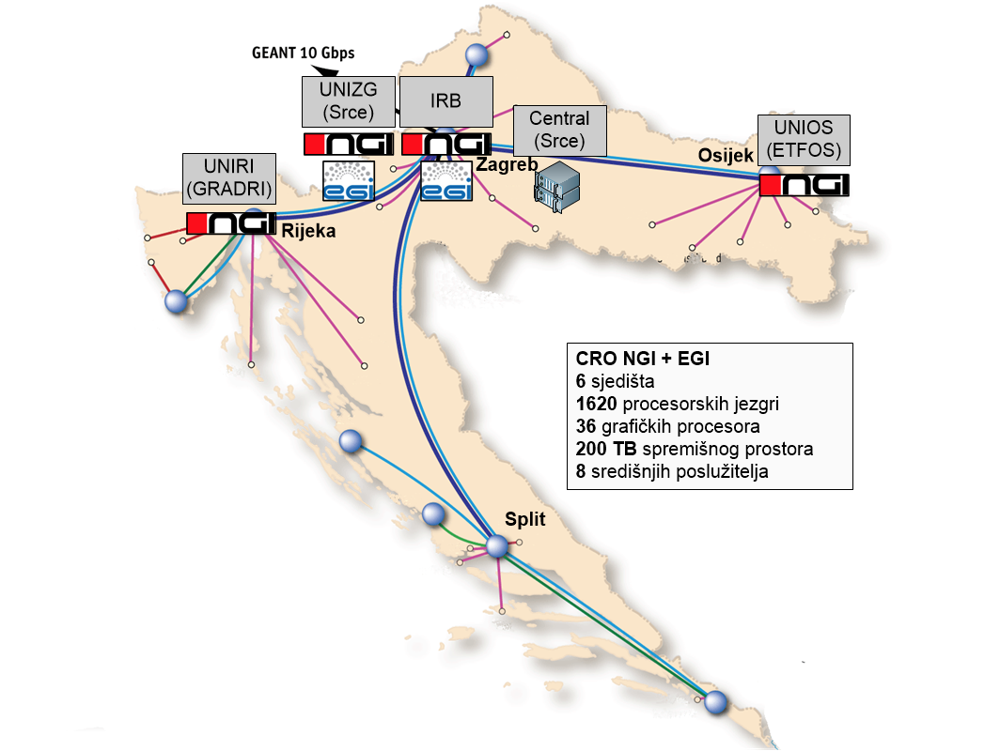 GEANT 10 Gbps
UNIZG
(Srce)
IRB
Central
(Srce)
UNIOS
(ETFOS)
UNIRI
(GRADRI)
NGI
NGI
NGI
NGI
EGI
EGI
Zagreb
Osijek
Rijeka
CRO NGI + EGI
6 sjedišta
1620 procesorskih jezgri
36 grafičkih procesora
200 TB spremišnog prostora
8 središnjih poslužitelja
Split